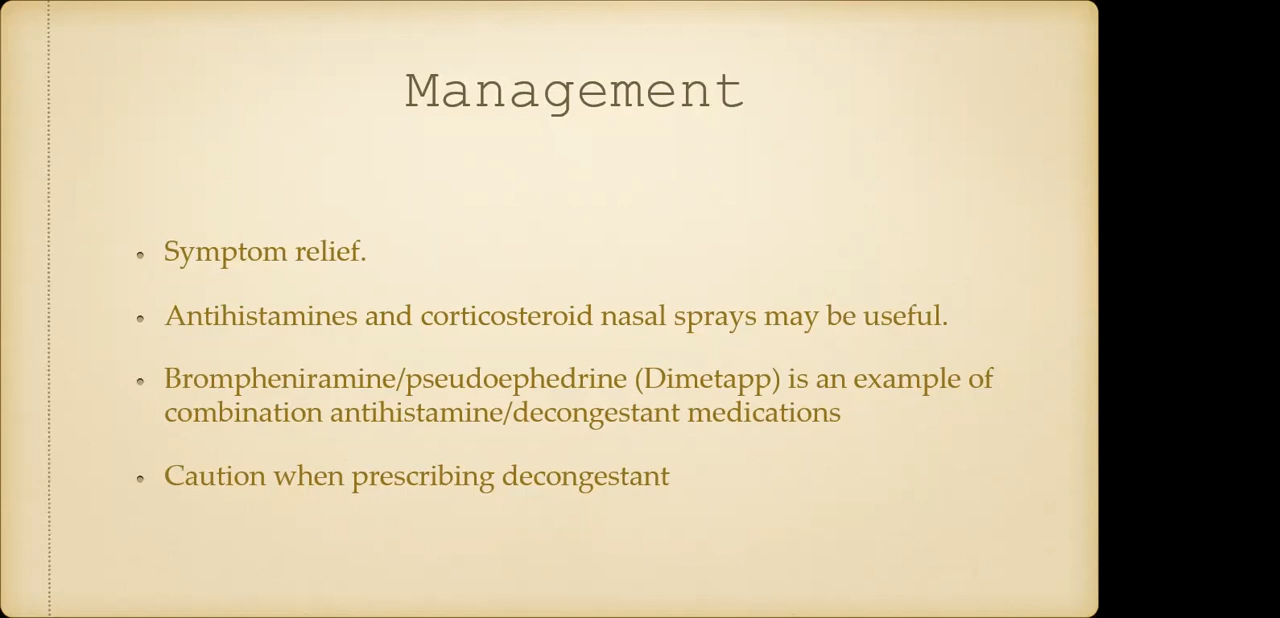 Management
• Symptom relief.
• Antihistamines and corticosteroid nasal sprays may be useful.
• Brompheniramine/pseudoephedrine (Dimetapp) is an example of
combination antihistamine/decongestant medications
• Caution when prescribing decongestant